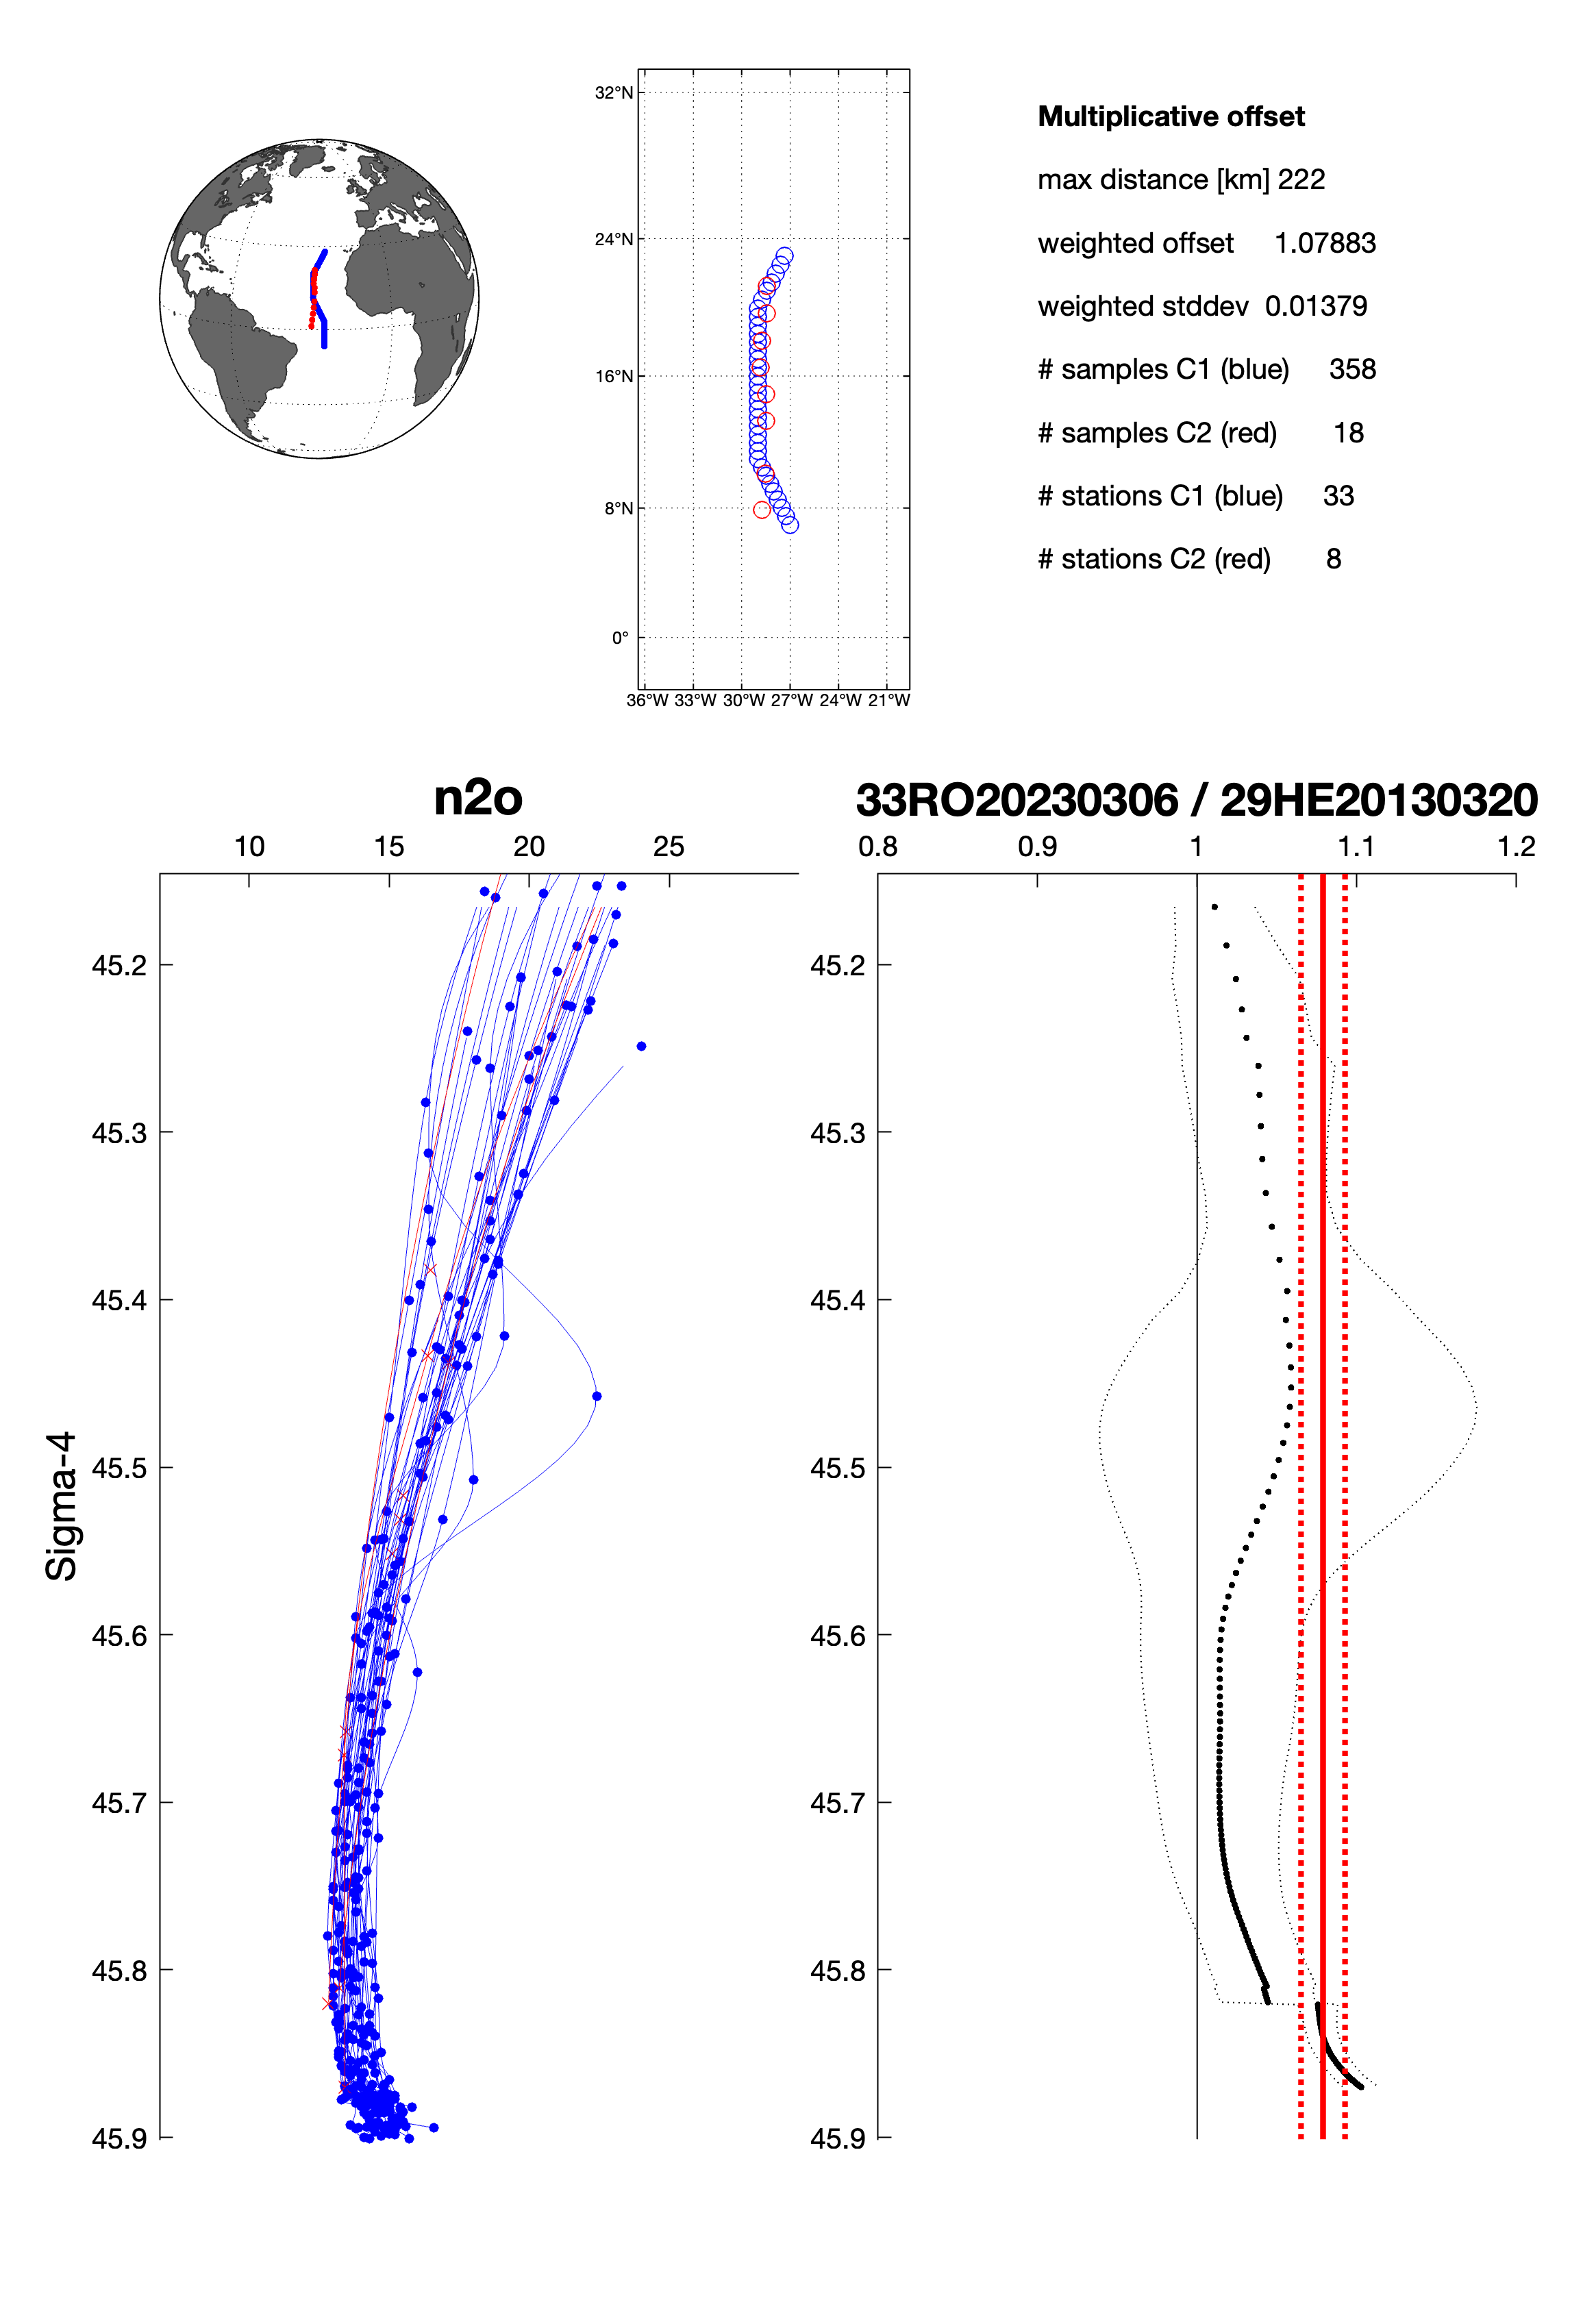 32°N
24°N
16°N
8°N
0°
36°W 33°W 30°W 27°W 24°W 21°W
Multiplicative offset
max distance [km] 222
weighted offset 1.07883
weighted stddev 0.01379
# samples C1 (blue) 358
# samples C2 (red) 18
# stations C1 (blue) 33
# stations C2 (red) 8
n2o
10 15 20 25
45.2
45.3
45.4
45.5
45.6
45.7
45.8
45.9
Sigma-4
33RO20230306 / 29HE20130320
0.8 0.9 1 1.1 1.2
45.2
45.3
45.4
45.5
45.6
45.7
45.8
45.9